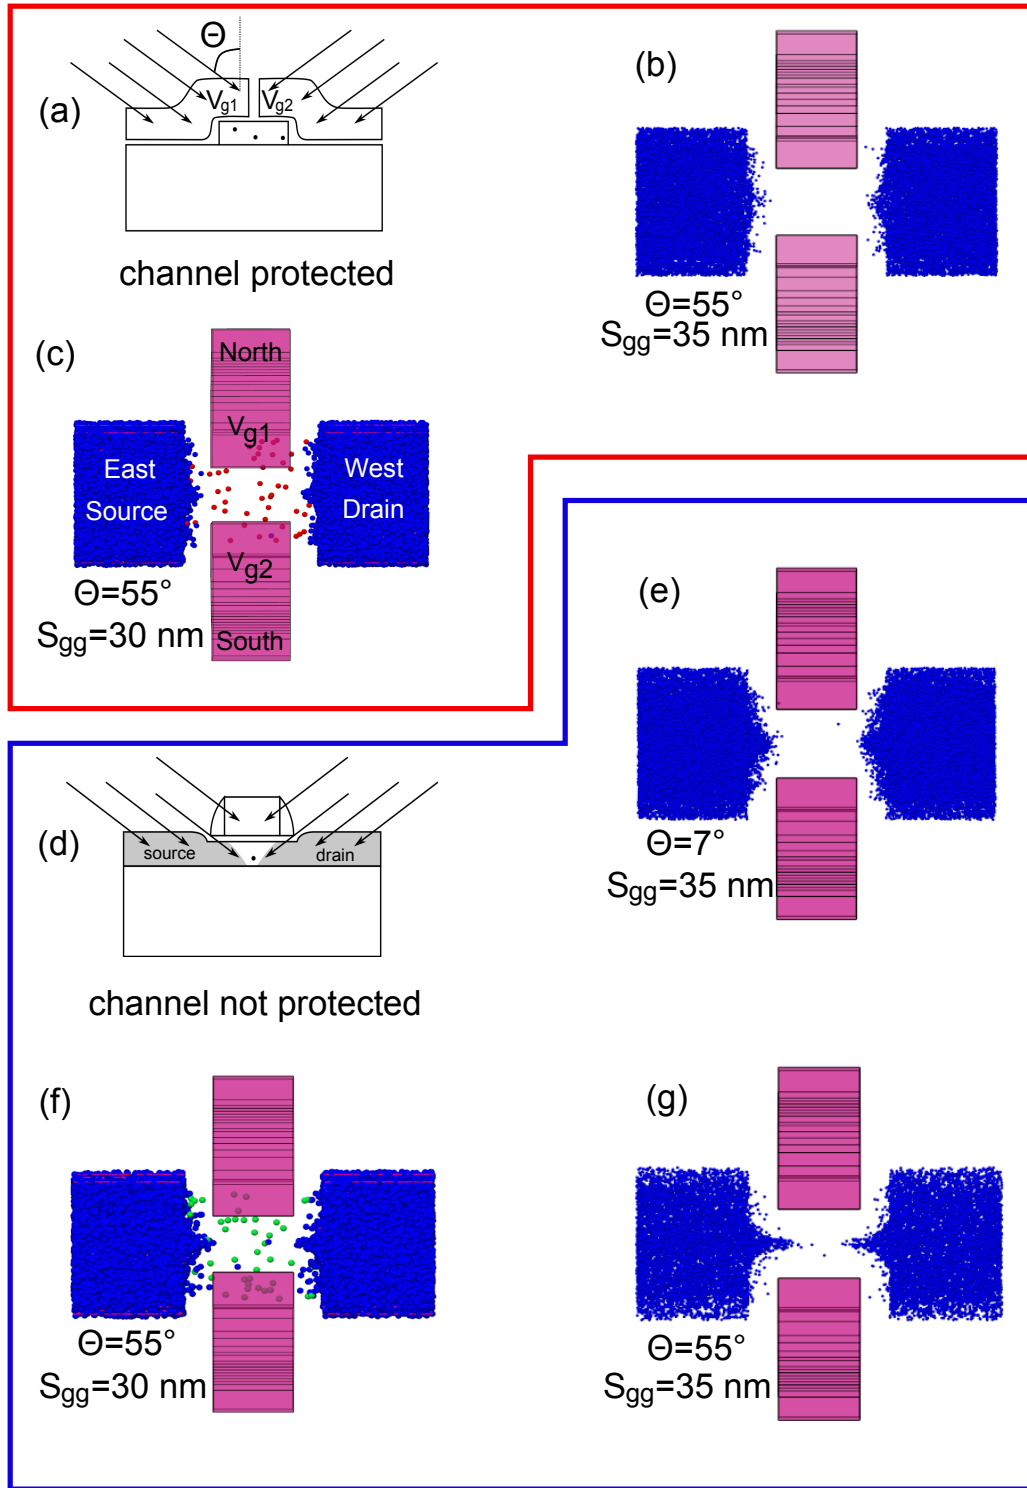 (a)
Θ
Vg1 Vg2
channel protected
(b)
Θ=55°
Sgg=35 nm
(c)
North
Vg1
East
Source
West
Drain
Vg2
South
Θ=55°
Sgg=30 nm
(d)
source
drain
channel not protected
(e)
Θ=7°
Sgg=35 nm
(f)
Θ=55°
Sgg=30 nm
(g)
Θ=55°
Sgg=35 nm